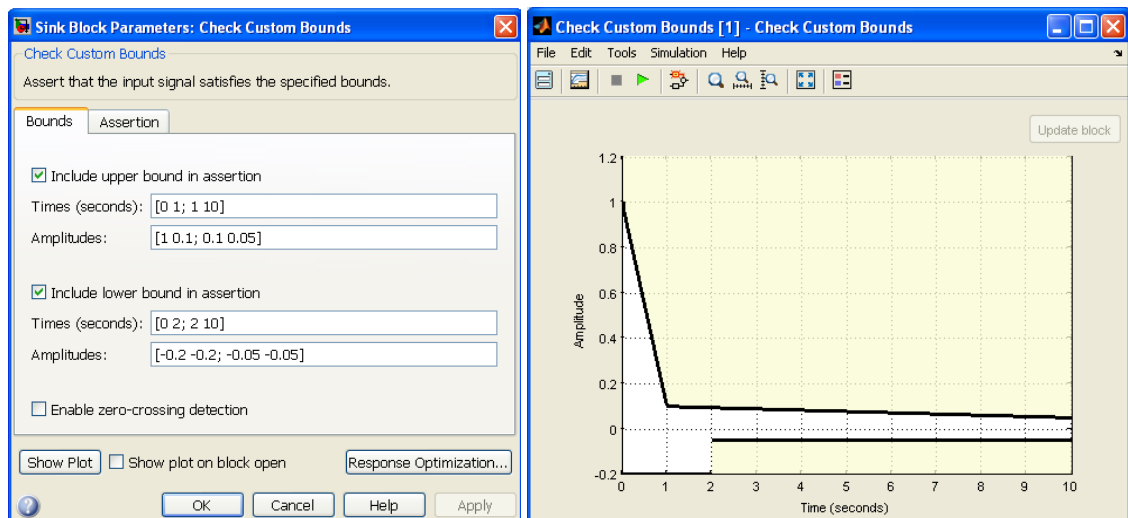 Sink Block Parameters: Check Custom Bounds
Check Custom Bounds
Assert that the input signal satisfies the specified bounds.
Bounds Assertion
Include upper bound in assertion
Times (seconds): [0 1; 1 10]
Amplitudes: [1 0.1; 0.1 0.05]
Include lower bound in assertion
Times (seconds): [0 2; 2 10]
Amplitudes: [-0.2 -0.2; -0.05 -0.05]
Enable zero-crossing detection
Show Plot Show plot on block open Response Optimization...
OK Cancel Help Apply
Check Custom Bounds [1] - Check Custom Bounds
File Edit Tools Simulation Help
Update block
1.2
1
0.8
0.6
0.4
0.2
0
-0.2
Amplitude
0 1 2 3 4 5 6 7 8 9 10
Time (seconds)